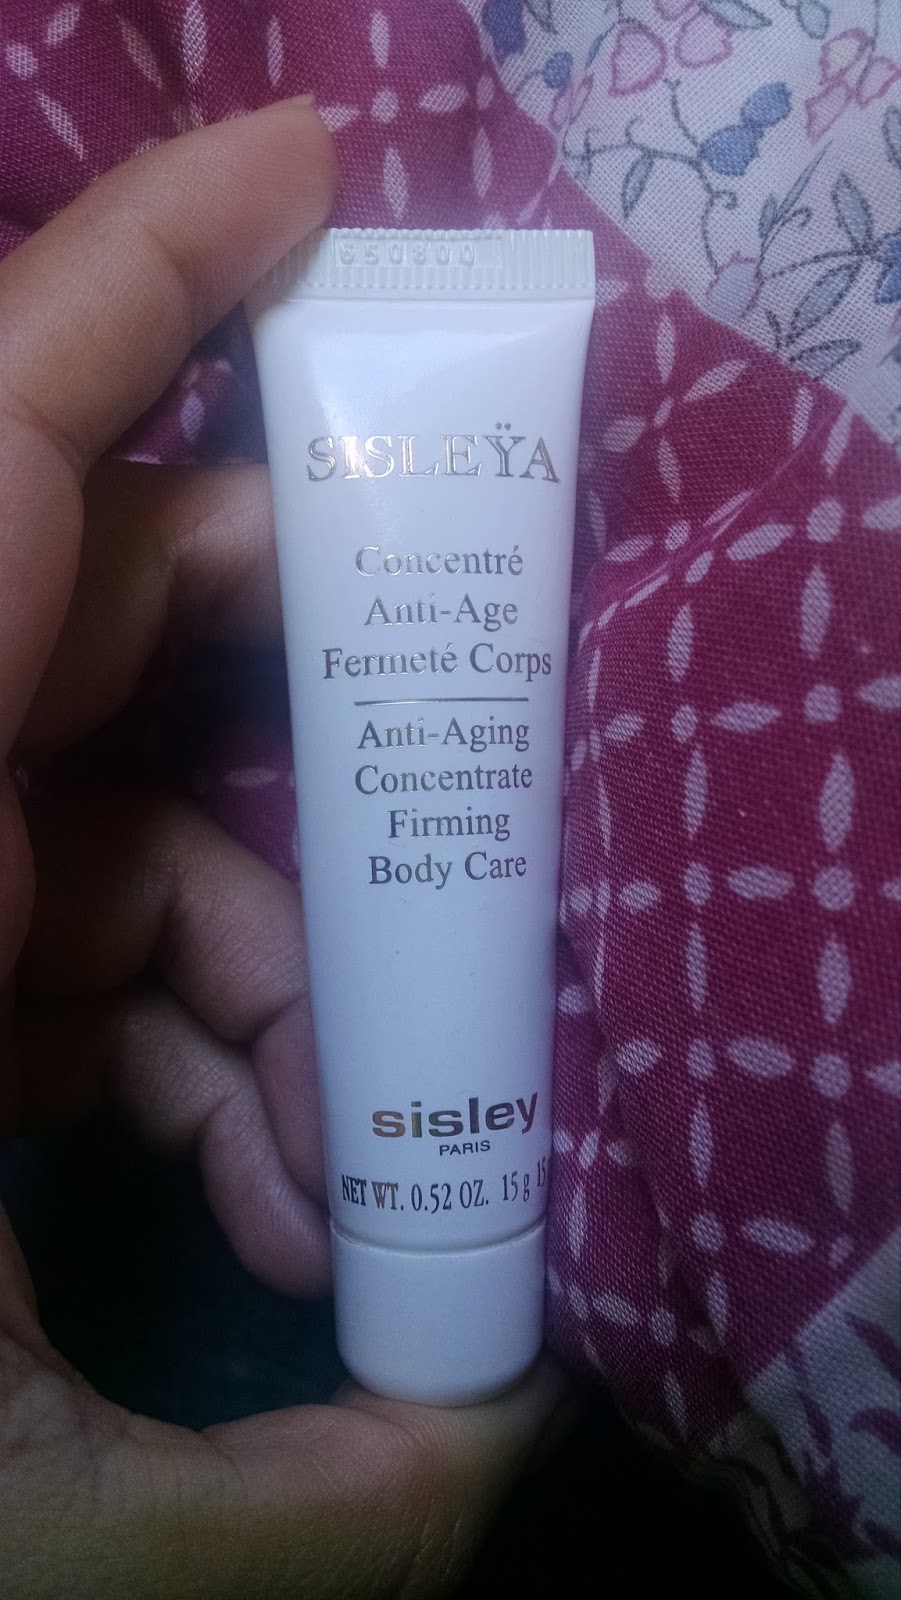 650800
SISLEŸA
Concentré
Anti-Age
Fermeté Corps
Anti-Aging
Concentrate
Firming
Body Care
sisley
PARIS
NET WT. 0.52 OZ. 15 g 15